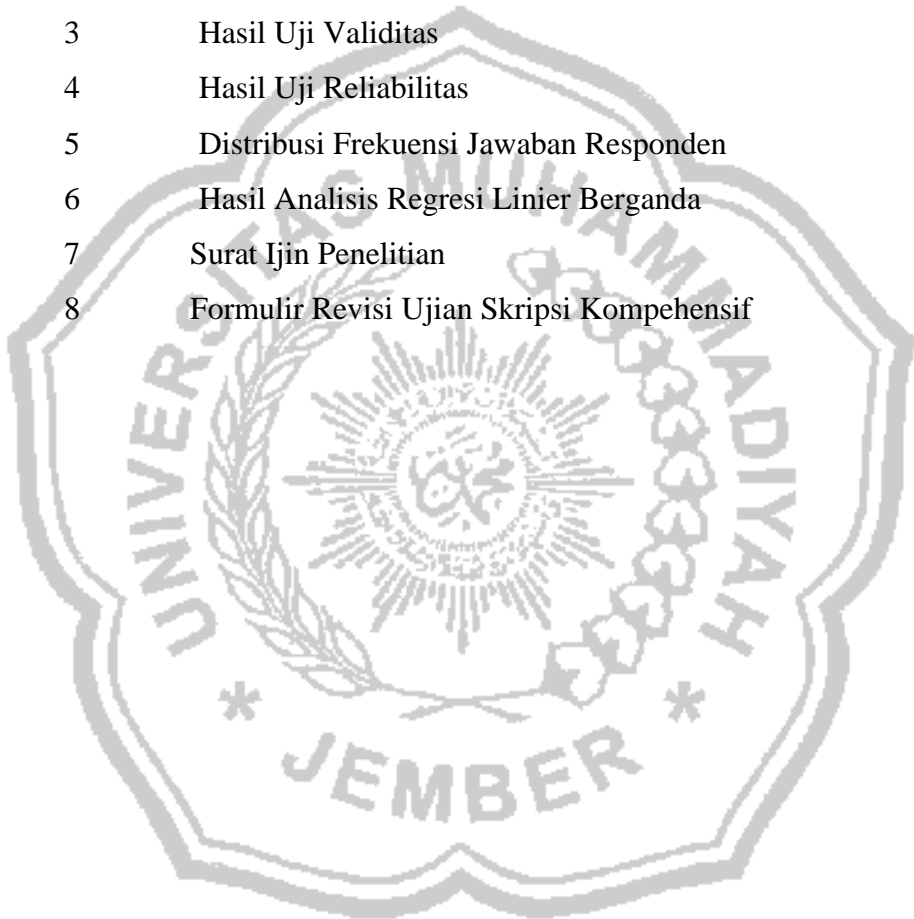 3 Hasil Uji Validitas
4 Hasil Uji Reliabilitas
5 Distribusi Frekuensi Jawaban Responden
6 Hasil Analisis Regresi Linier Berganda
7 Surat Ijin Penelitian
8 Formulir Revisi Ujian Skripsi Kompehensif
UNIVERSITAS MUHAMMADIYAH
* JEMBER *